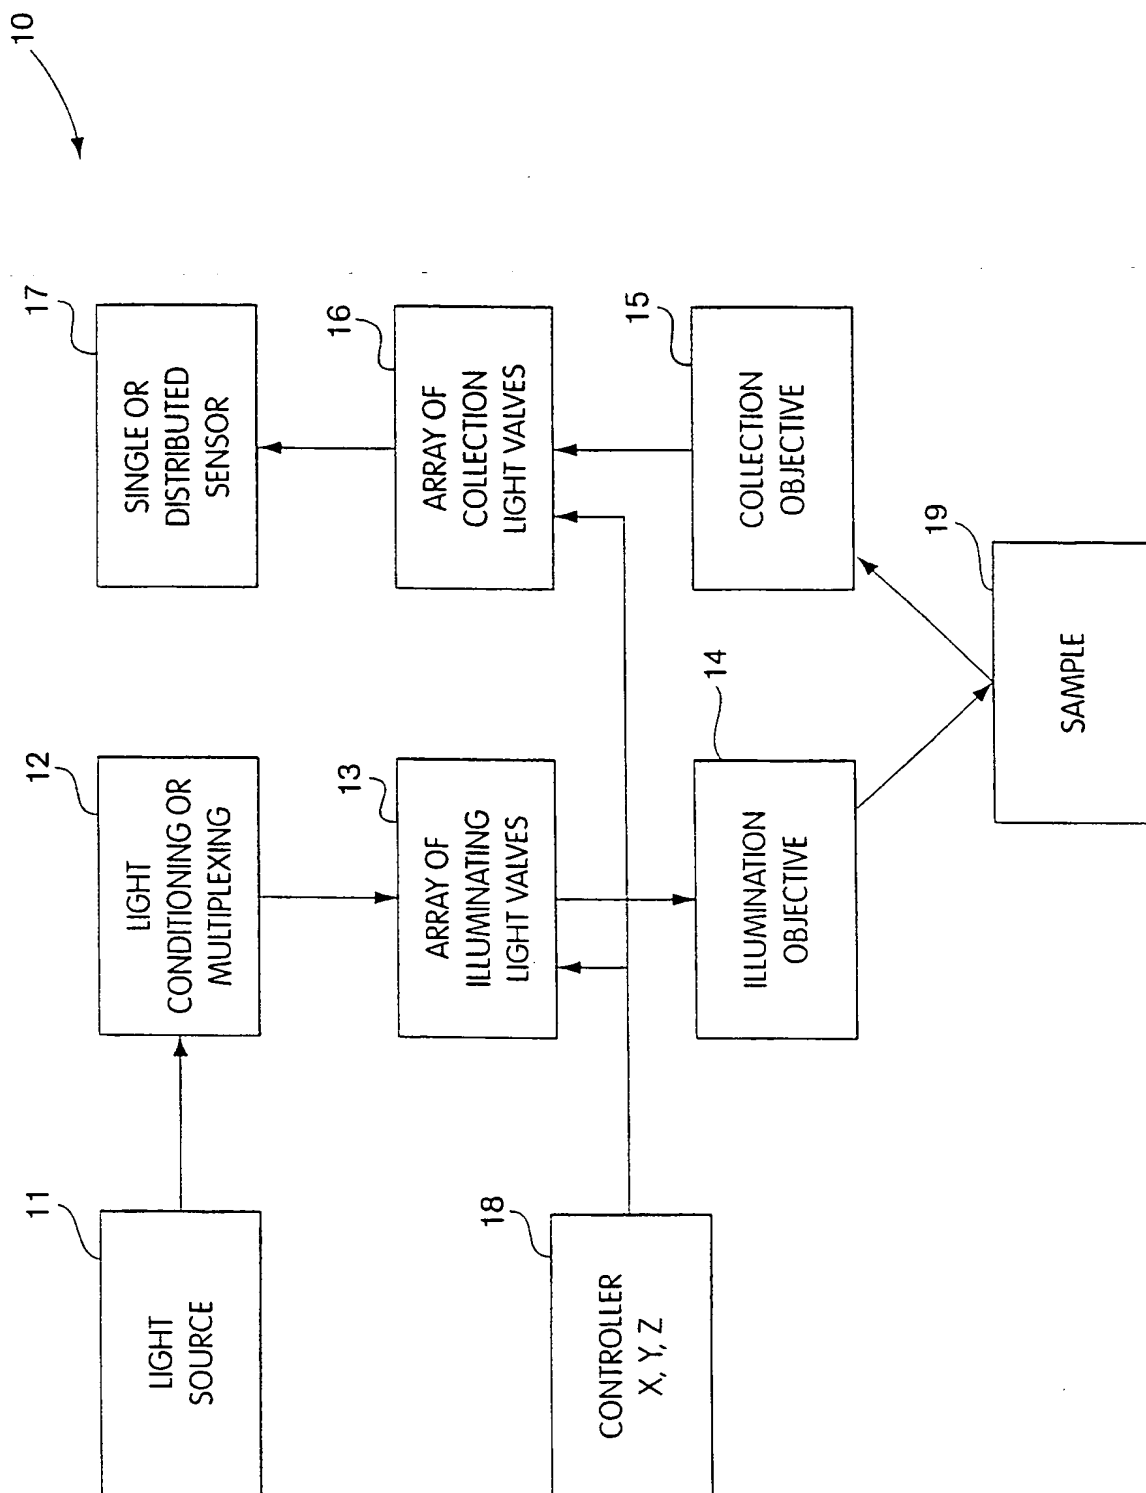 10
11
LIGHT
SOURCE
12
LIGHT
CONDITIONING OR
MULTIPLEXING
17
SINGLE OR
DISTRIBUTED
SENSOR
13
ARRAY OF
ILLUMINATING
LIGHT VALVES
16
ARRAY OF
COLLECTION
LIGHT VALVES
18
CONTROLLER
X, Y, Z
14
ILLUMINATION
OBJECTIVE
15
COLLECTION
OBJECTIVE
19
SAMPLE